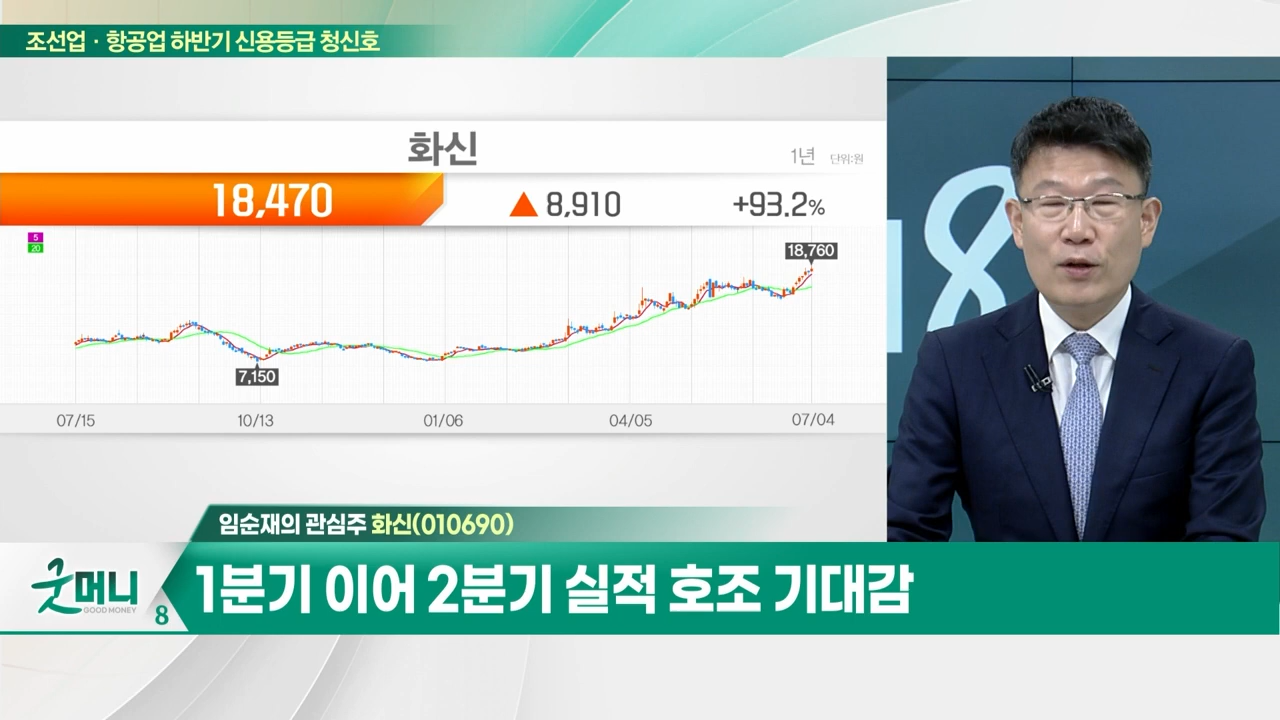 조선업 · 항공업 하반기 신용등급 청신호
화신
1년 단위:원
18,470 ▲ 8,910 +93.2%
5
20
18,760
7,150
07/15 10/13 01/06 04/05 07/04
8
임순재의 관심주 화신(010690)
굿머니
GOOD MONEY
8
1분기 이어 2분기 실적 호조 기대감